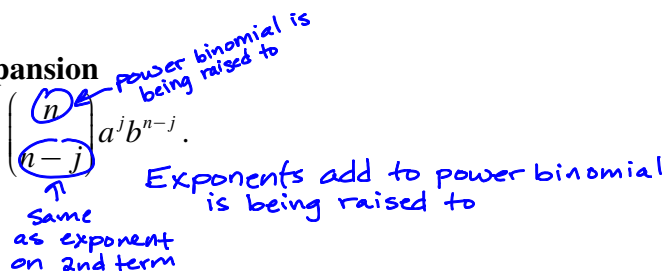 pansion
power binomial is
being raised to
(n
n − j) a^j b^{n−j}.
Exponents add to power binomial
is being raised to
same
as exponent
on 2nd term